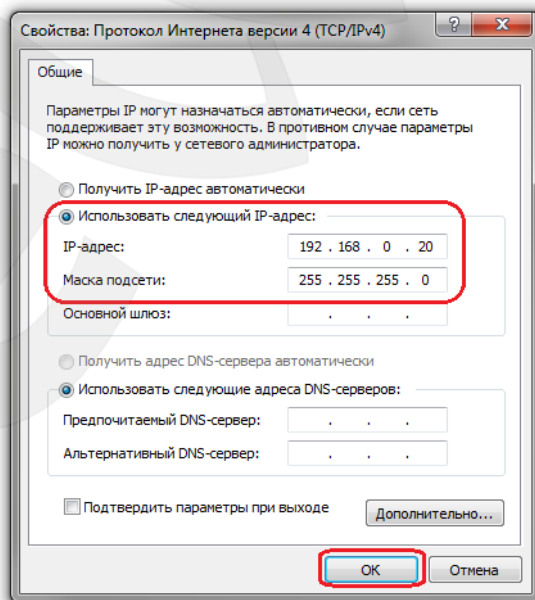 Свойства: Протокол Интернета версии 4 (TCP/IPv4)
Общие
Параметры IP могут назначаться автоматически, если сеть
поддерживает эту возможность. В противном случае параметры
IP можно получить у сетевого администратора.
Получить IP-адрес автоматически
Использовать следующий IP-адрес:
IP-адрес: 192 . 168 . 0 . 20
Маска подсети: 255 . 255 . 255 . 0
Основной шлюз: . . .
Получить адрес DNS-сервера автоматически
Использовать следующие адреса DNS-серверов:
Предпочитаемый DNS-сервер: . . .
Альтернативный DNS-сервер: . . .
Подтвердить параметры при выходе
Дополнительно...
ОК Отмена